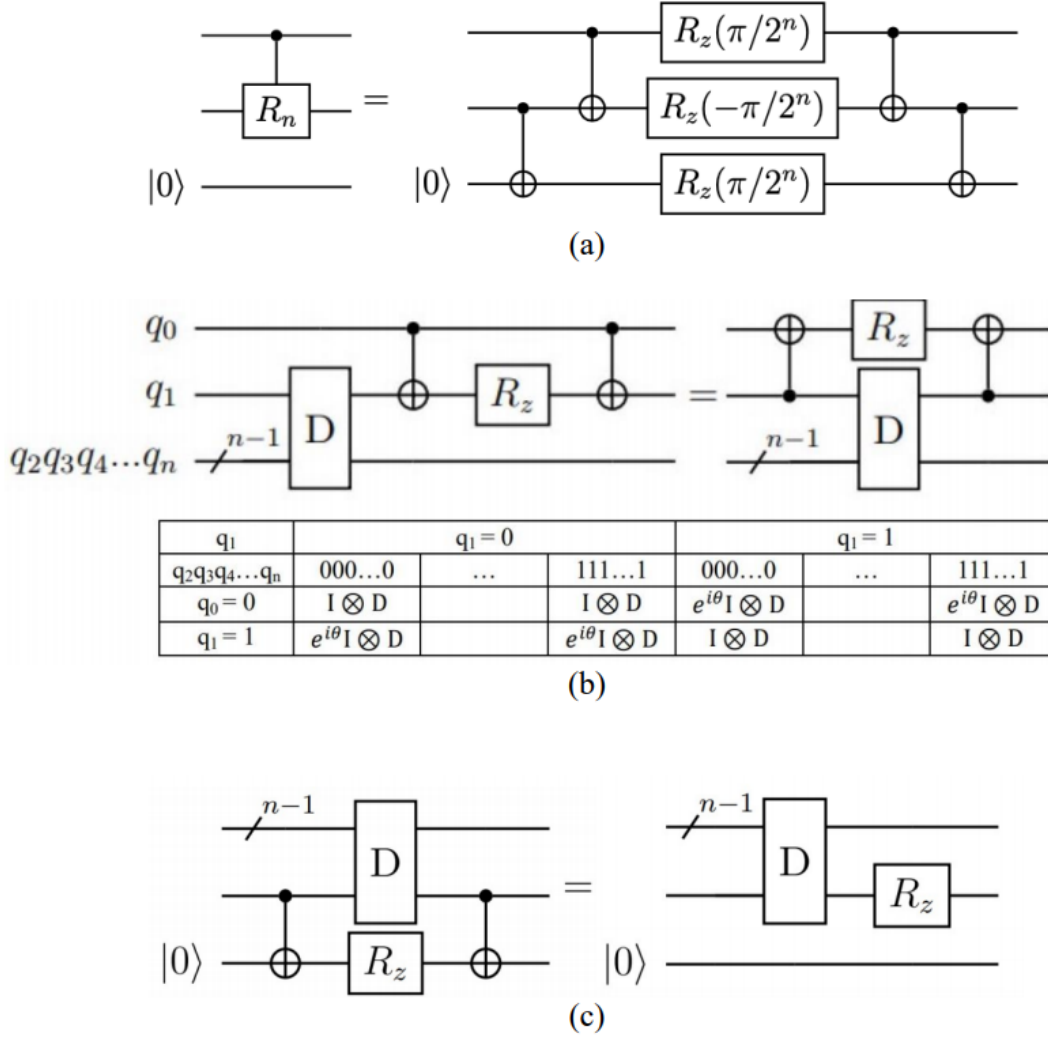 R_n = R_z(π/2^n)
R_z(−π/2^n)
|0⟩ |0⟩ R_z(π/2^n)
(a)
q_0 R_z
q_1 D R_z = D
q_2q_3q_4...q_n n−1 n−1
q_1 q_1 = 0 q_1 = 1
q_2q_3q_4...q_n 000...0 ... 111...1 000...0 ... 111...1
q_0 = 0 I ⊗ D I ⊗ D e^{iθ}I ⊗ D e^{iθ}I ⊗ D
q_1 = 1 e^{iθ}I ⊗ D e^{iθ}I ⊗ D I ⊗ D I ⊗ D
(b)
n−1 n−1
D = D R_z
|0⟩ R_z |0⟩
(c)